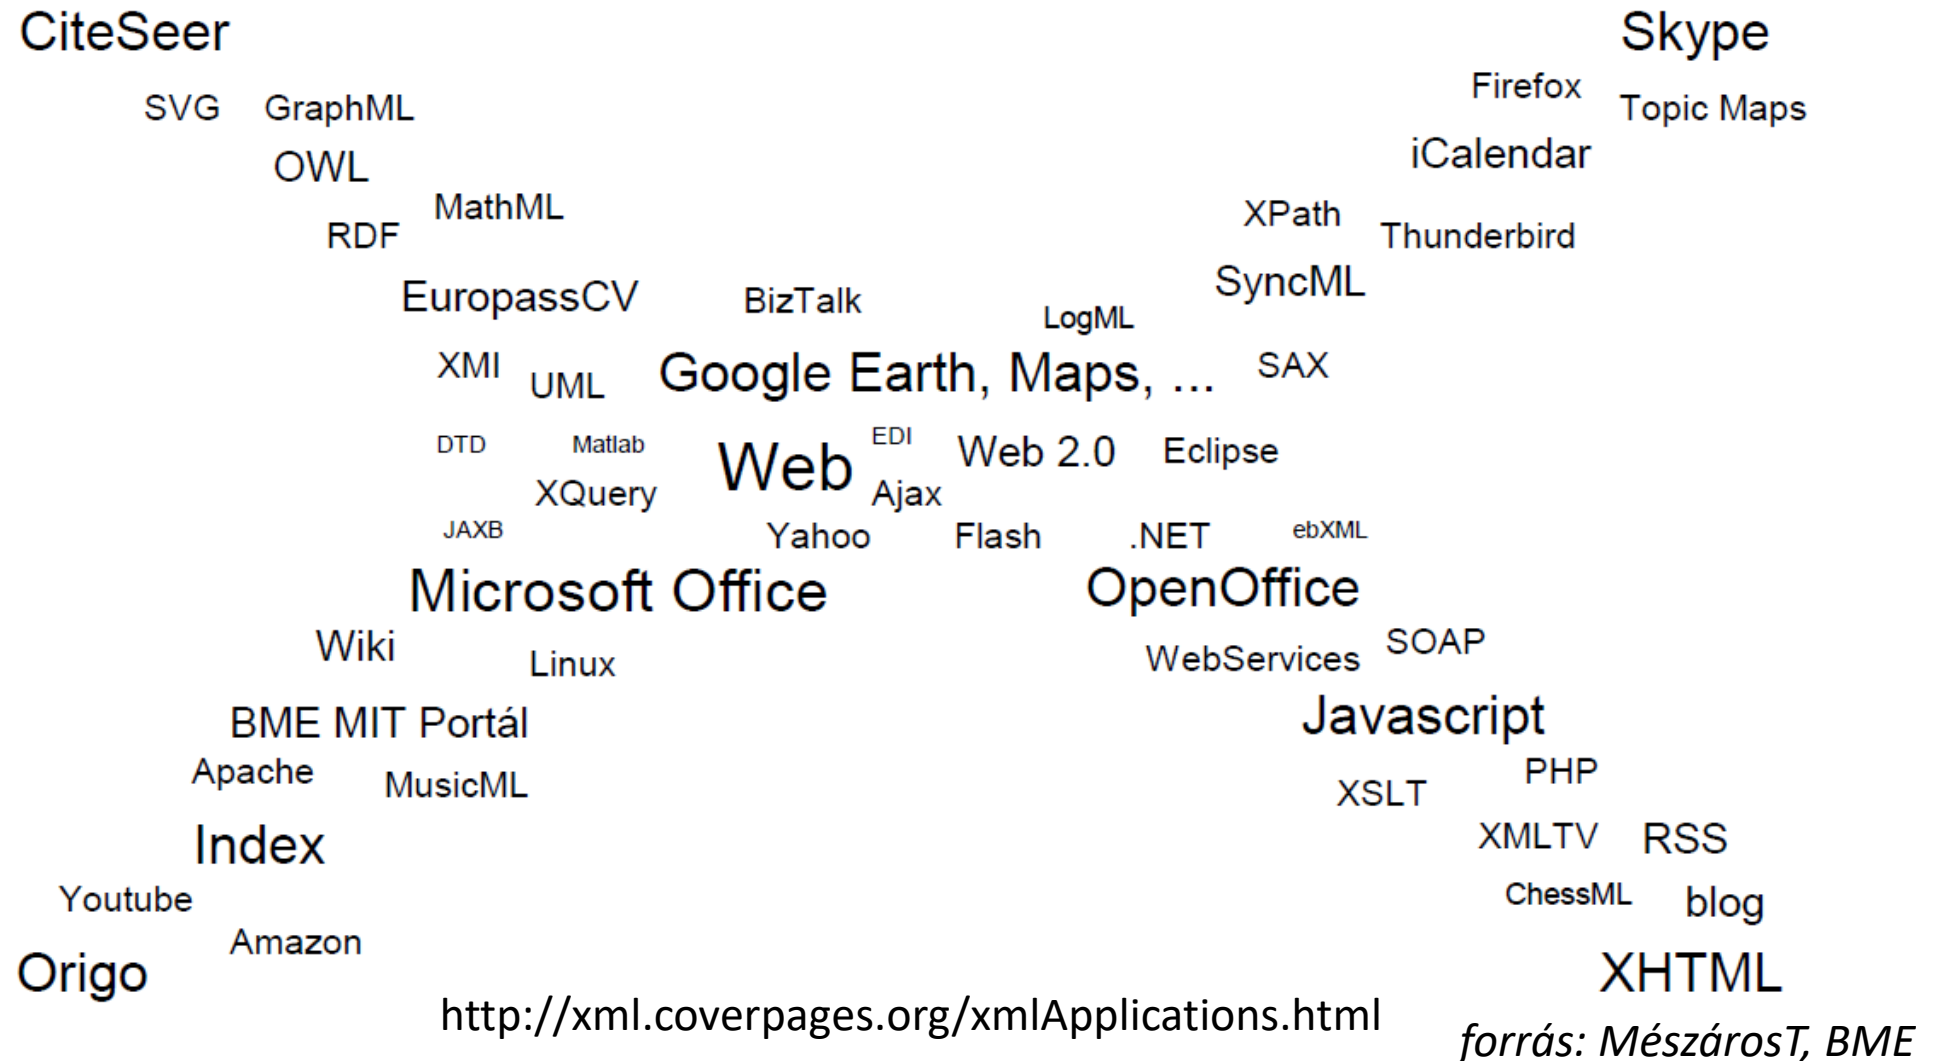 CiteSeer Skype
Firefox
SVG GraphML Topic Maps
OWL iCalendar
MathML XPath
RDF Thunderbird
EuropassCV BizTalk SyncML
LogML
XMI UML Google Earth, Maps, ... SAX
DTD Matlab Web EDI Web 2.0 Eclipse
XQuery Ajax
JAXB Yahoo Flash .NET ebXML
Microsoft Office OpenOffice
Wiki Linux WebServices SOAP
BME MIT Portál Javascript
Apache MusicML XSLT PHP
Index XMLTV RSS
Youtube ChessML blog
Amazon
Origo XHTML
http://xml.coverpages.org/xmlApplications.html
forrás: MészárosT, BME